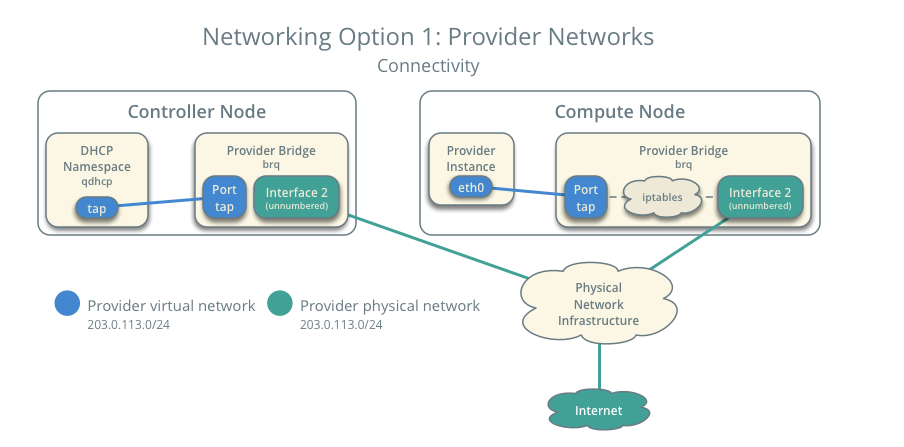 Networking Option 1: Provider Networks
Connectivity
Controller Node
DHCP
Namespace
qdhcp
tap
Provider Bridge
brq
Port
tap
Interface 2
(unnumbered)
Compute Node
Provider
Instance
eth0
Provider Bridge
brq
Port
tap
iptables
Interface 2
(unnumbered)
Physical
Network
Infrastructure
Internet
Provider virtual network
203.0.113.0/24
Provider physical network
203.0.113.0/24